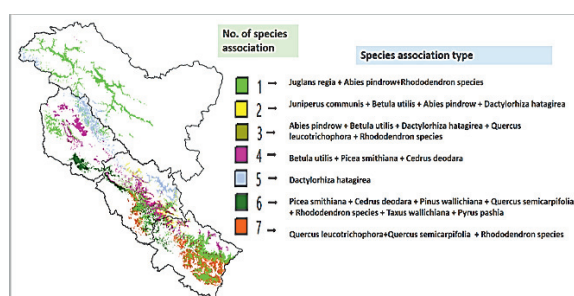 No. of species
association
Species association type
1 → Juglans regia + Abies pindrow+Rhododendron species
2 → Juniperus communis + Betula utilis + Abies pindrow + Dactylorhiza hatagirea
3 → Abies pindrow + Betula utilis + Dactylorhiza hatagirea + Quercus
leucotrichophora + Rhododendron species
4 → Betula utilis + Picea smithiana + Cedrus deodara
5 → Dactylorhiza hatagirea
6 → Picea smithiana + Cedrus deodara + Pinus wallichiana + Quercus semicarpifolia
+ Rhododendron species + Taxus wallichiana + Pyrus pashia
7 → Quercus leucotrichophora+Quercus semicarpifolia + Rhododendron species